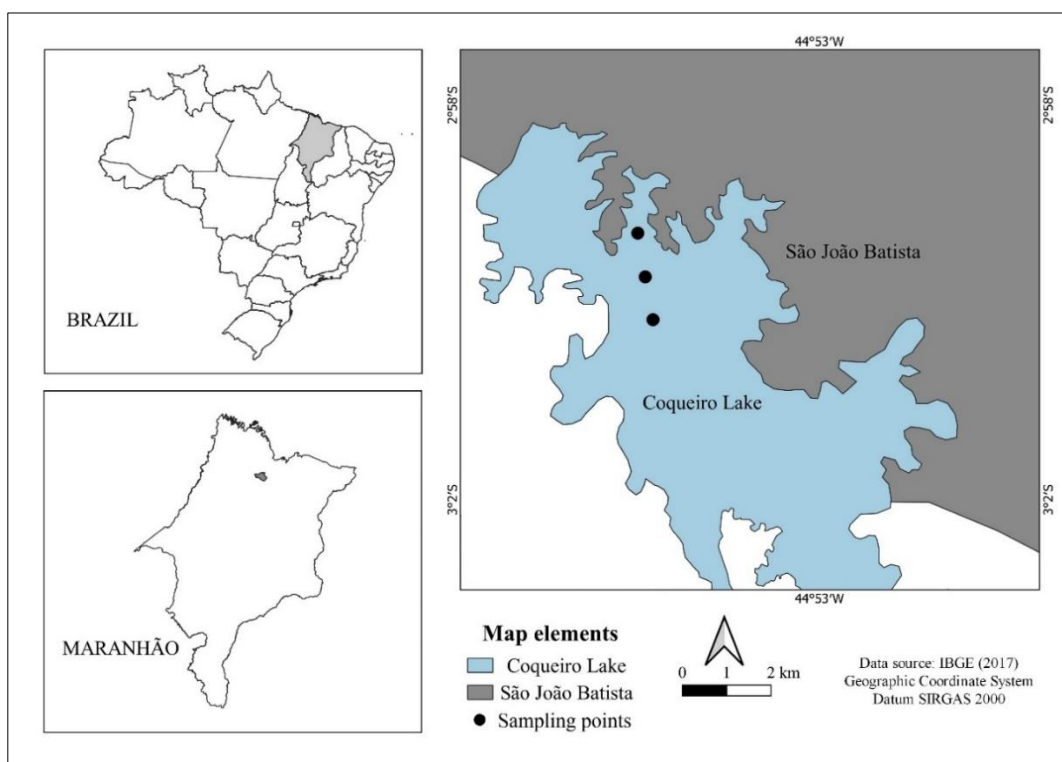 BRAZIL
MARANHÃO
44°53'W
2°58'S
2°58'S
São João Batista
Coqueiro Lake
3°2'S
3°2'S
44°53'W
Map elements
Coqueiro Lake
São João Batista
Sampling points
0 1 2 km
Data source: IBGE (2017)
Geographic Coordinate System
Datum SIRGAS 2000